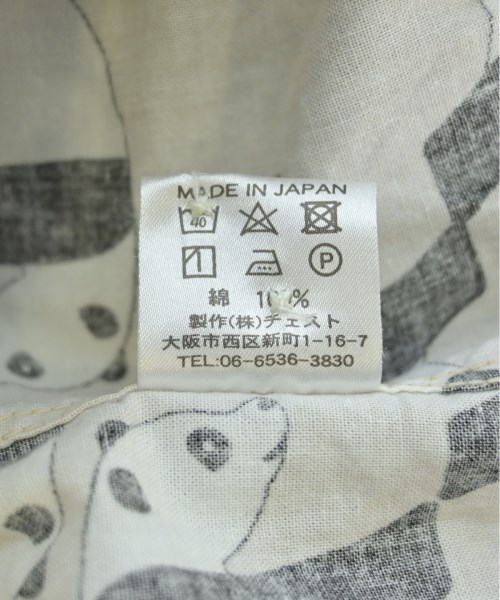 MADE IN JAPAN
40
P
綿 100%
製作(株)チェスト
大阪市西区新町1-16-7
TEL:06-6536-3830